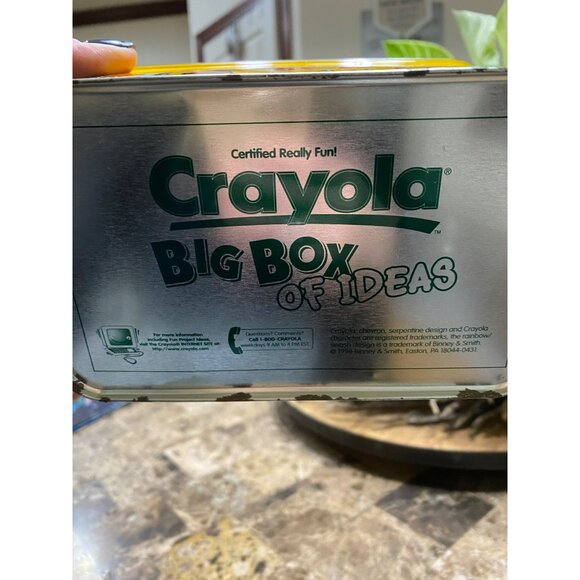 Certified Really Fun!
Crayola®
™
BIG BOX
OF IDEAS
For more information
including Fun Project Ideas,
visit the Crayola® INTERNET SITE at:
http://www.crayola.com
Questions? Comments?
Call 1-800-CRAYOLA
weekdays 9 AM to 4 PM EST
Crayola, chevron, serpentine design and Crayola
character are registered trademarks, the rainbow/
swash design is a trademark of Binney & Smith.
© 1996 Binney & Smith, Easton, PA 18044-0431.